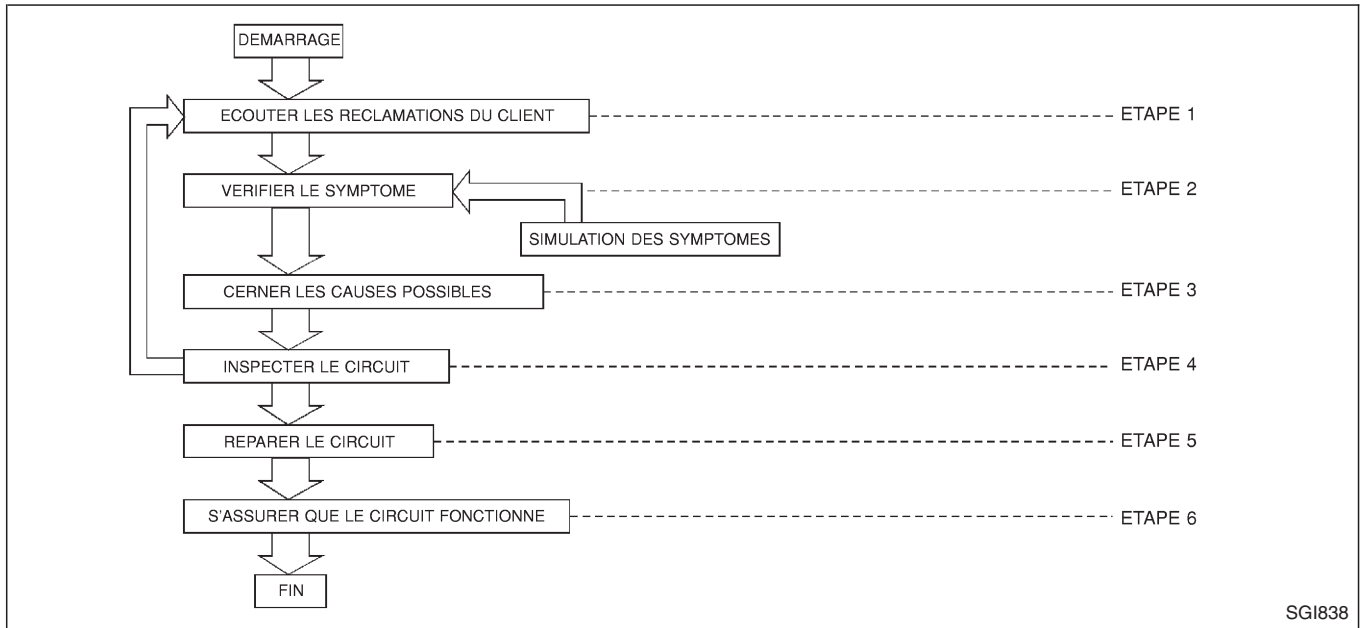 DEMARRAGE
ECOUTER LES RECLAMATIONS DU CLIENT
ETAPE 1
VERIFIER LE SYMPTOME
ETAPE 2
SIMULATION DES SYMPTOMES
CERNER LES CAUSES POSSIBLES
ETAPE 3
INSPECTER LE CIRCUIT
ETAPE 4
REPARER LE CIRCUIT
ETAPE 5
S'ASSURER QUE LE CIRCUIT FONCTIONNE
ETAPE 6
FIN
SGI838